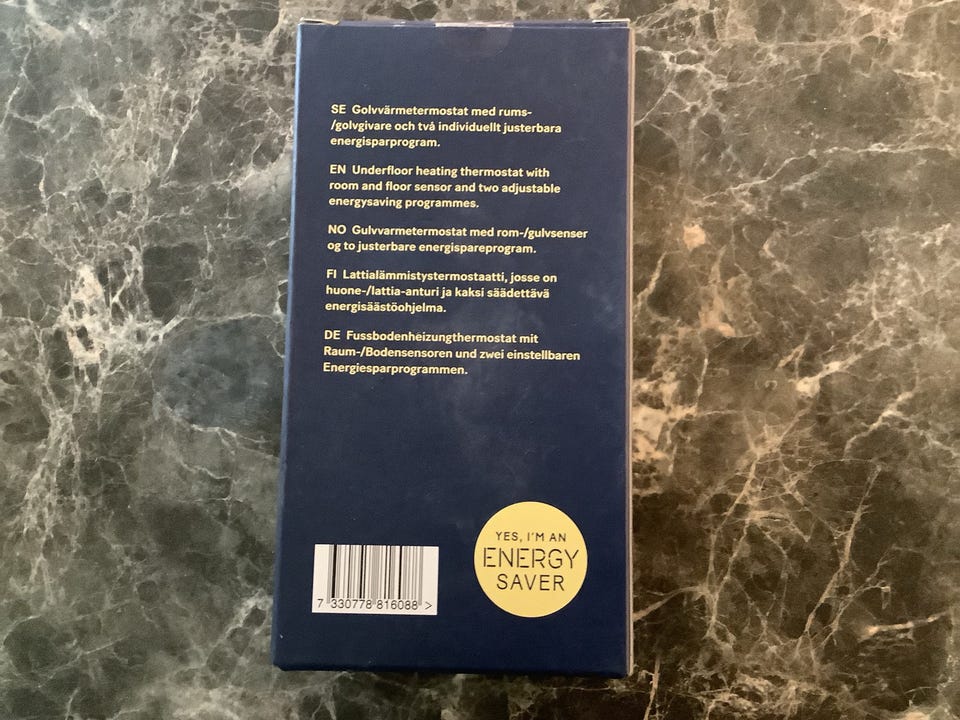 SE Golvvärmetermostat med rums-
/golvgivare och två individuellt justerbara
energisparprogram.
EN Underfloor heating thermostat with
room and floor sensor and two adjustable
energysaving programmes.
NO Gulvvarmetermostat med rom-/gulvsenser
og to justerbare energispareprogram.
FI Lattialämmistystermostaatti, josse on
huone-/lattia-anturi ja kaksi säädettävä
energisäästöohjelma.
DE Fussbodenheizungthermostat mit
Raum-/Bodensensoren und zwei einstellbaren
Energiesparprogrammen.
YES, I'M AN
ENERGY
SAVER
7 330778 816088 >